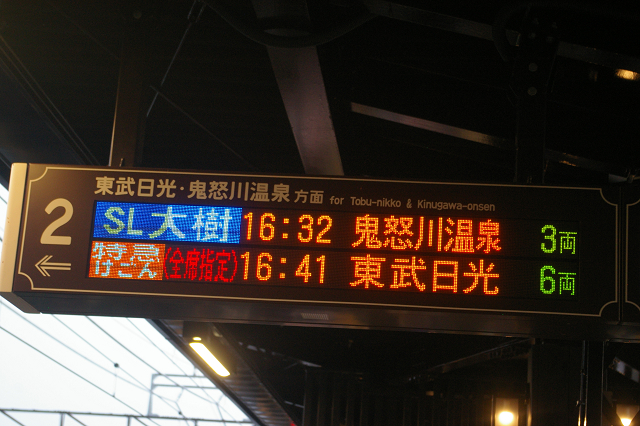 2
東武日光・鬼怒川温泉 方面 for Tobu-nikko & Kinugawa-onsen
SL大樹 16:32 鬼怒川温泉 3両
特急 (全席指定) 16:41 東武日光 6両